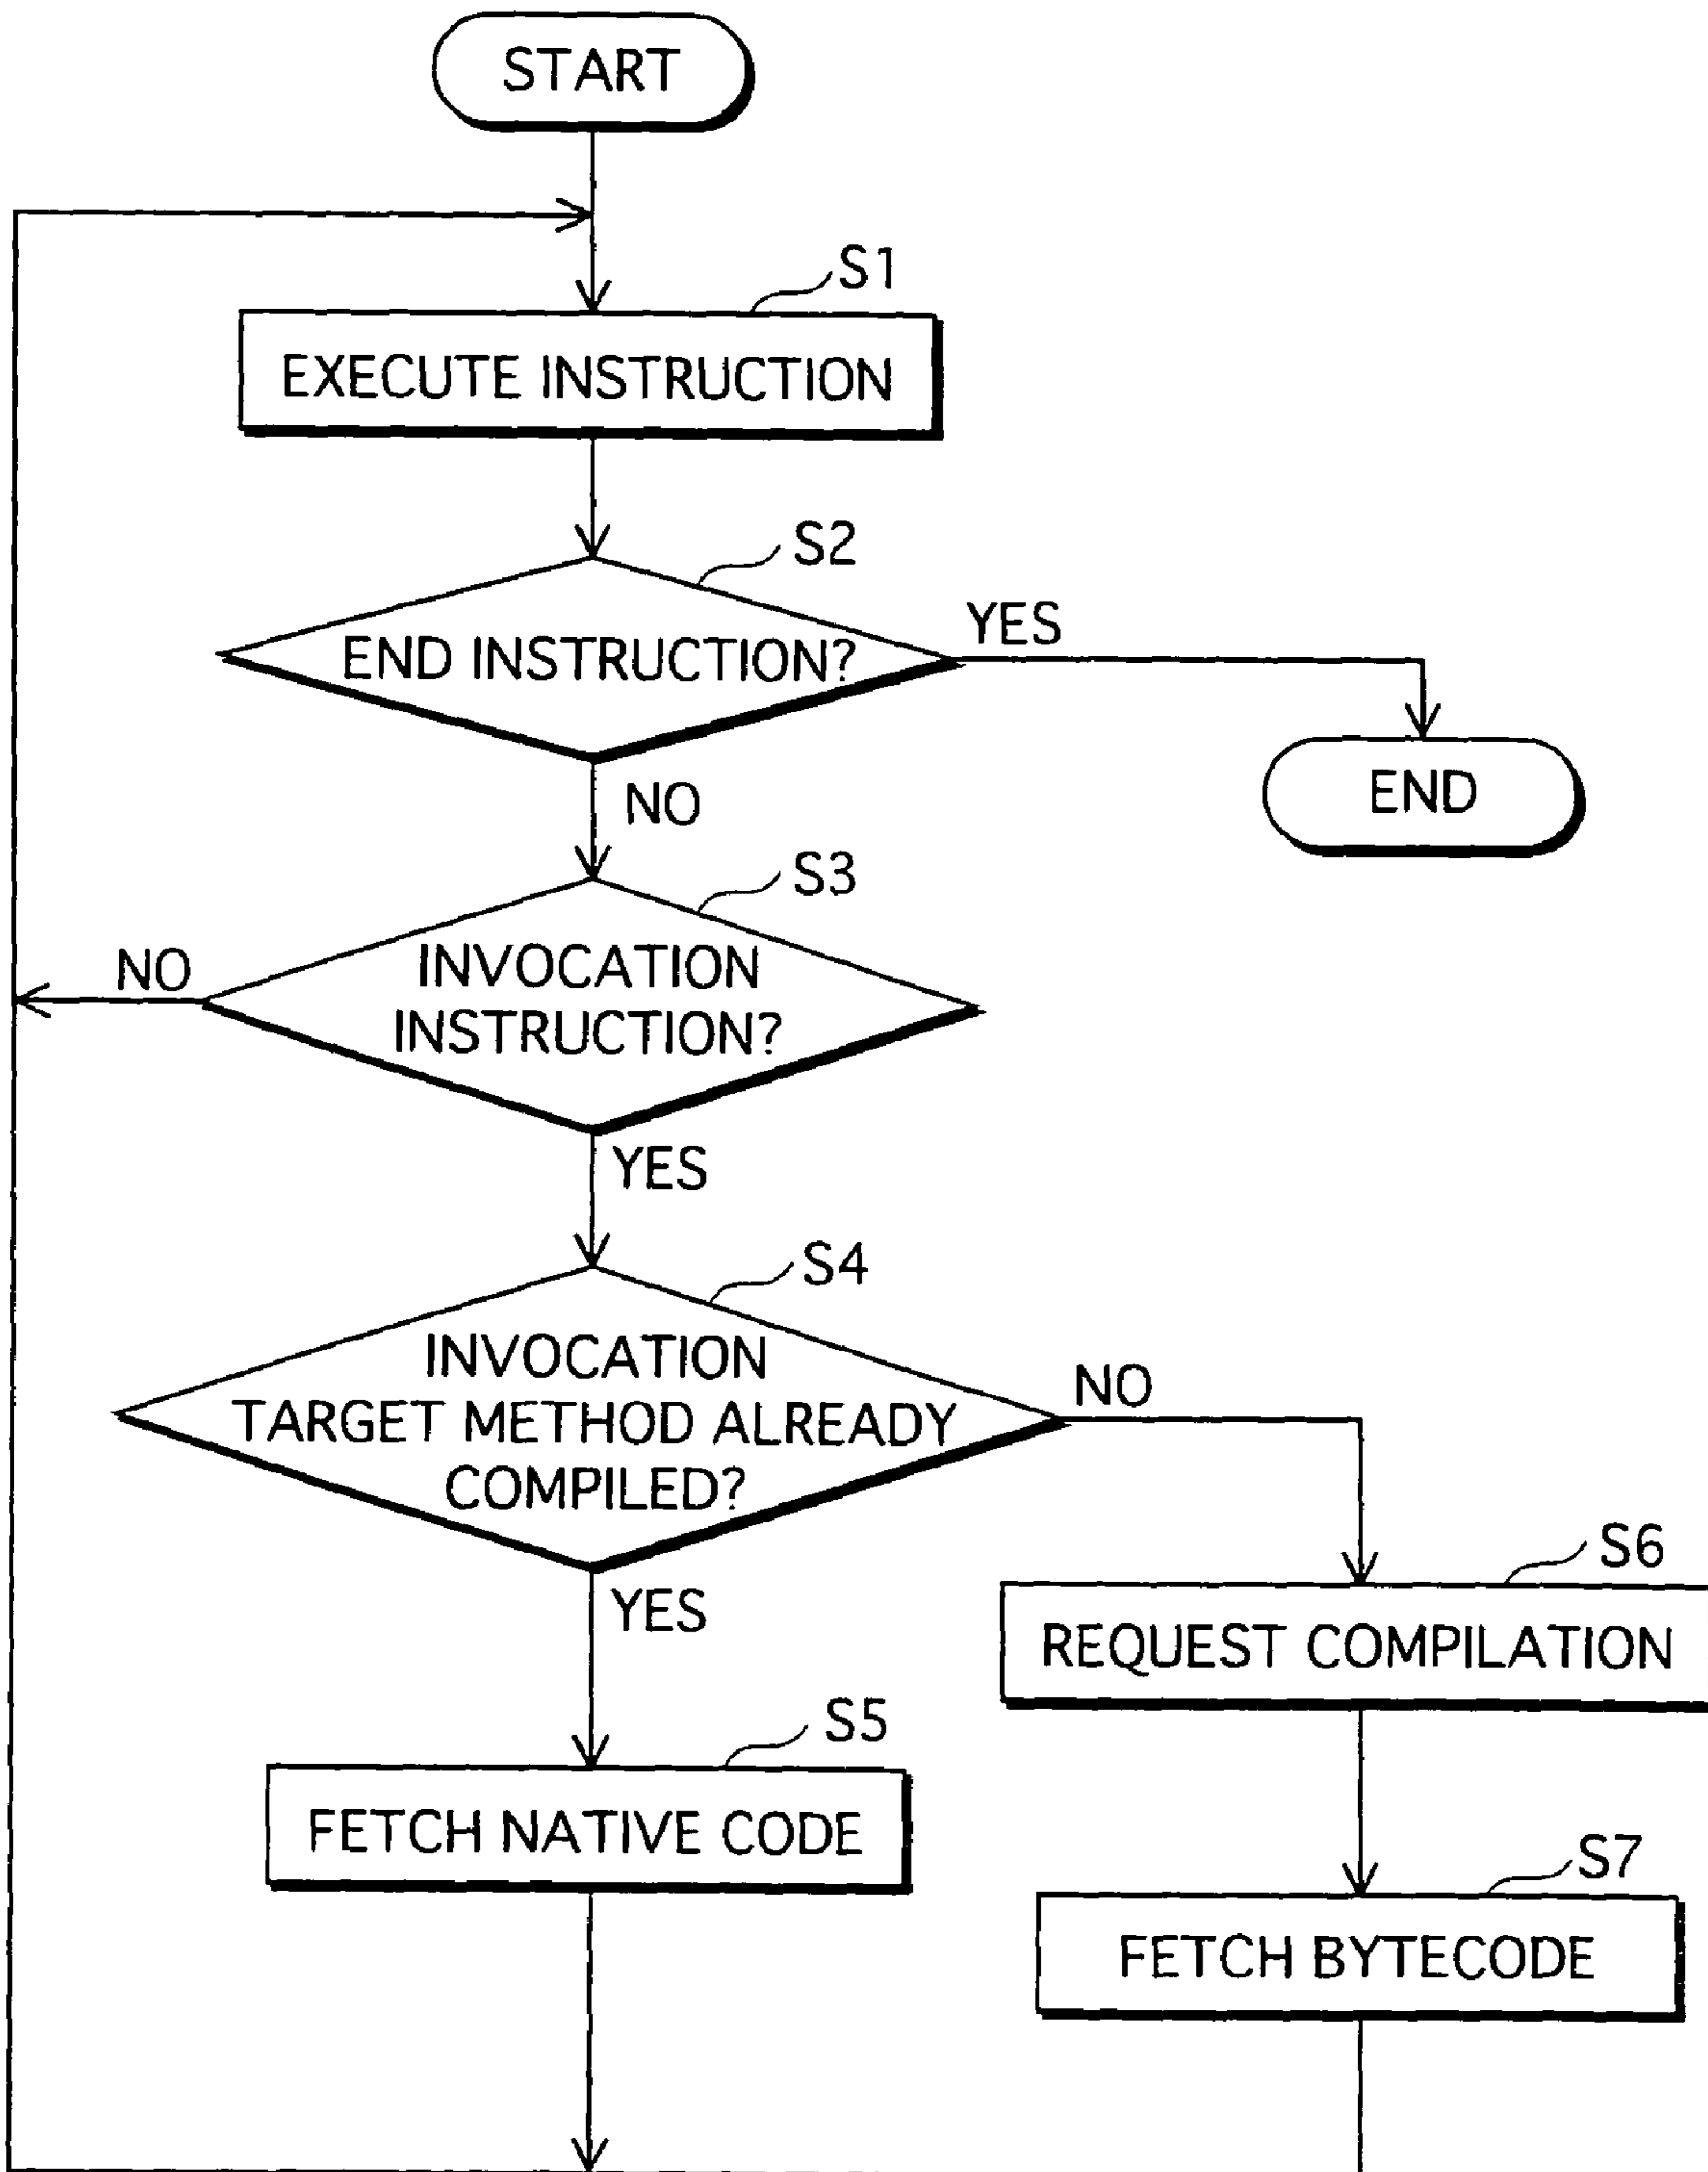 START
S1
EXECUTE INSTRUCTION
S2
END INSTRUCTION?
YES
END
NO
S3
INVOCATION
INSTRUCTION?
NO
YES
S4
INVOCATION
TARGET METHOD ALREADY
COMPILED?
NO
YES
S6
REQUEST COMPILATION
S5
FETCH NATIVE CODE
S7
FETCH BYTECODE